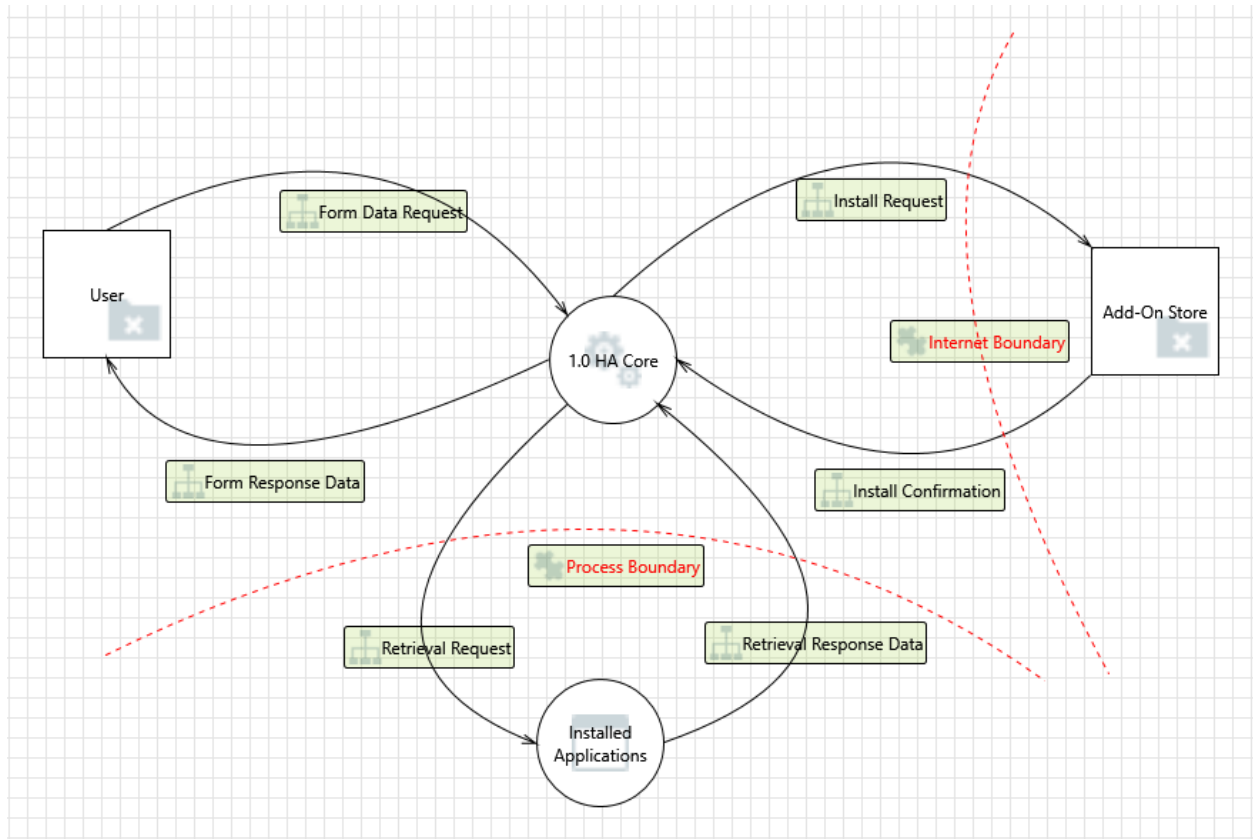 Form Data Request
Install Request
User
Add-On Store
Internet Boundary
1.0 HA Core
Form Response Data
Install Confirmation
Process Boundary
Retrieval Request
Retrieval Response Data
Installed
Applications